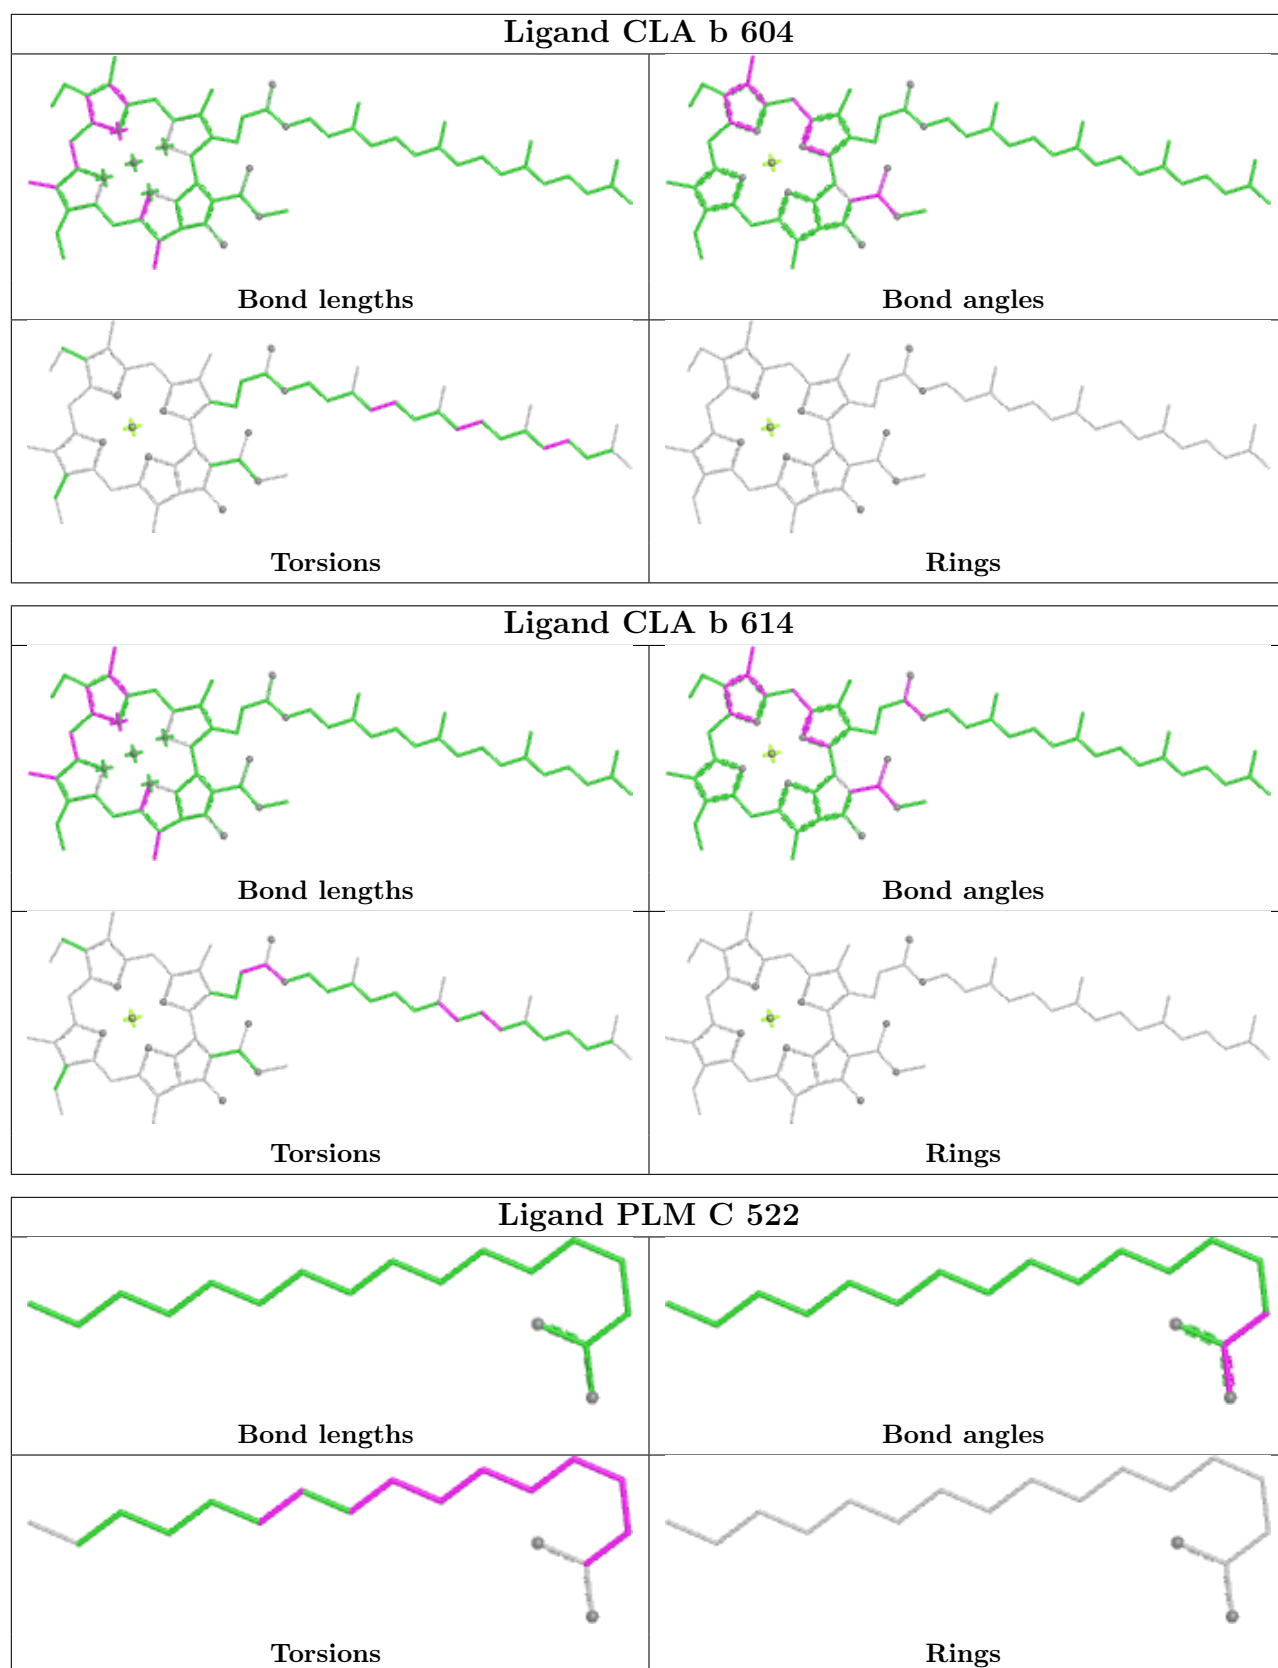 Ligand CLA b 604
Bond lengths
Bond angles
Torsions
Rings
Ligand CLA b 614
Bond lengths
Bond angles
Torsions
Rings
Ligand PLM C 522
Bond lengths
Bond angles
Torsions
Rings